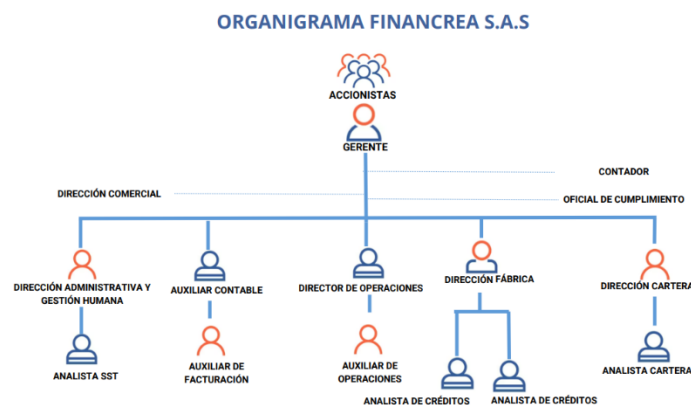 ORGANIGRAMA FINANCREA S.A.S
ACCIONISTAS
GERENTE
CONTADOR
DIRECCIÓN COMERCIAL
OFICIAL DE CUMPLIMIENTO
DIRECCIÓN ADMINISTRATIVA Y
GESTIÓN HUMANA
AUXILIAR CONTABLE
DIRECTOR DE OPERACIONES
DIRECCIÓN FÁBRICA
DIRECCIÓN CARTERA
ANALISTA SST
AUXILIAR DE
FACTURACIÓN
AUXILIAR DE
OPERACIONES
ANALISTA DE CRÉDITOS
ANALISTA DE CRÉDITOS
ANALISTA CARTERA